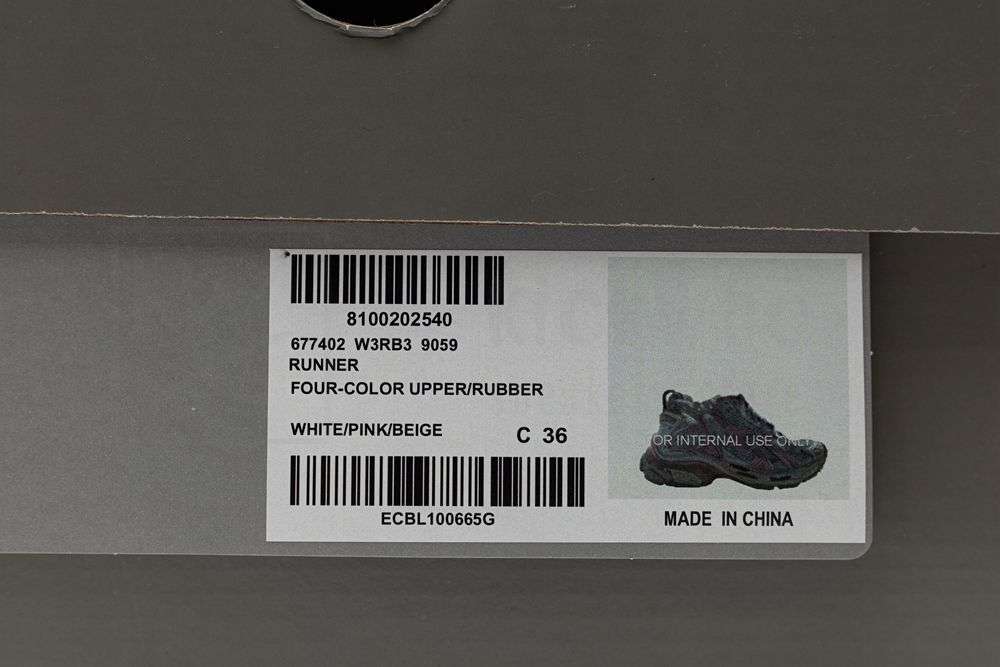 8100202540
677402 W3RB3 9059
RUNNER
FOUR-COLOR UPPER/RUBBER
WHITE/PINK/BEIGE
C 36
ECBL100665G
OR INTERNAL USE ONLY
MADE IN CHINA